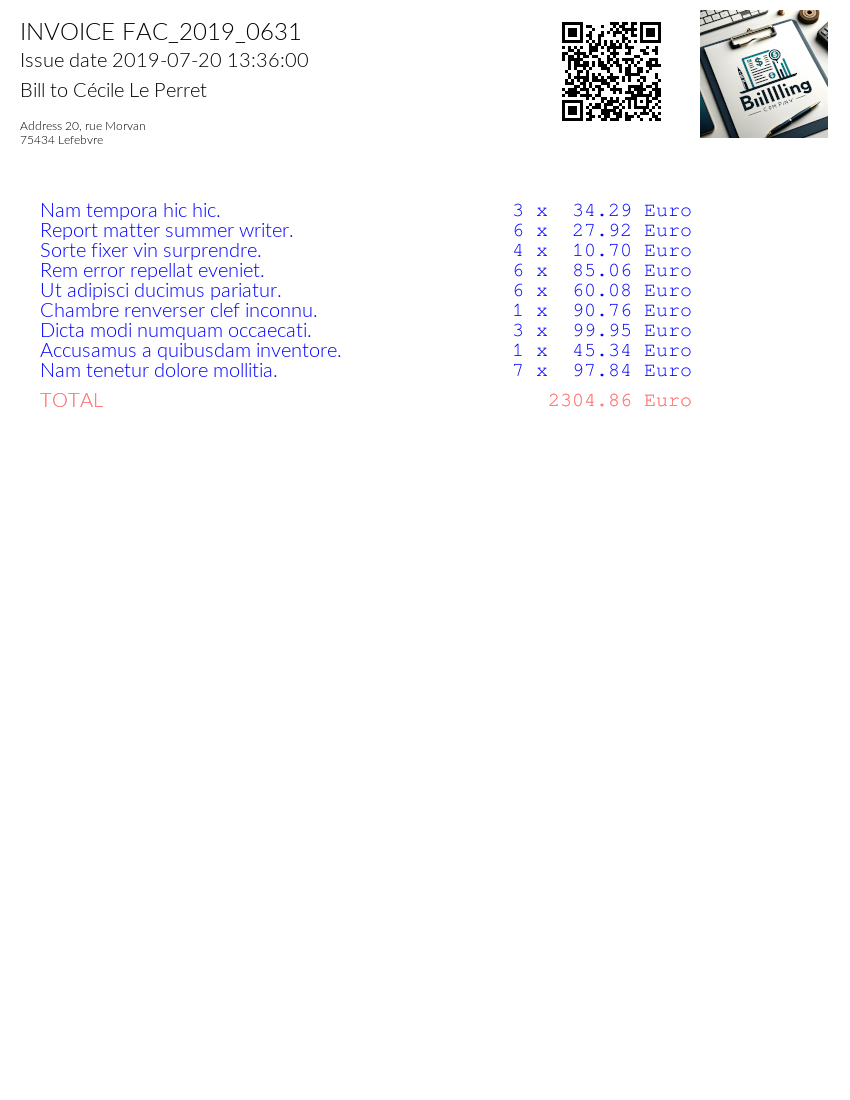 INVOICE FAC_2019_0631
Issue date 2019-07-20 13:36:00
Bill to Cécile Le Perret
Address 20, rue Morvan
75434 Lefebvre
Biillling
COMPANY
Nam tempora hic hic. 3 x 34.29 Euro
Report matter summer writer. 6 x 27.92 Euro
Sorte fixer vin surprendre. 4 x 10.70 Euro
Rem error repellat eveniet. 6 x 85.06 Euro
Ut adipisci ducimus pariatur. 6 x 60.08 Euro
Chambre renverser clef inconnu. 1 x 90.76 Euro
Dicta modi numquam occaecati. 3 x 99.95 Euro
Accusamus a quibusdam inventore. 1 x 45.34 Euro
Nam tenetur dolore mollitia. 7 x 97.84 Euro
TOTAL 2304.86 Euro